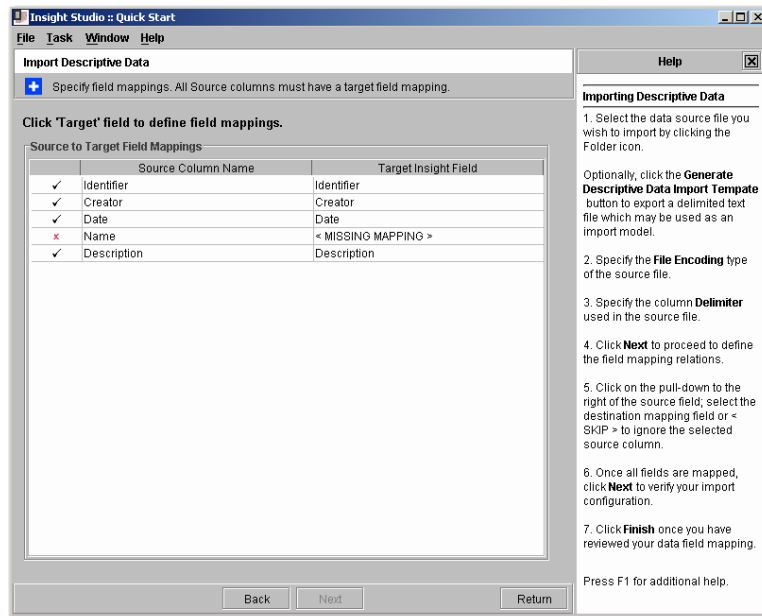 Insight Studio :: Quick Start
File Task Window Help
Import Descriptive Data
Specify field mappings. All Source columns must have a target field mapping.
Click 'Target' field to define field mappings.
Source to Target Field Mappings
Source Column Name Target Insight Field
✓ Identifier Identifier
✓ Creator Creator
✓ Date Date
x Name < MISSING MAPPING >
✓ Description Description
Back Next Return
Help
Importing Descriptive Data
1. Select the data source file you
wish to import by clicking the
Folder icon.
Optionally, click the Generate
Descriptive Data Import Tempate
button to export a delimited text
file which may be used as an
import model.
2. Specify the File Encoding type
of the source file.
3. Specify the column Delimiter
used in the source file.
4. Click Next to proceed to define
the field mapping relations.
5. Click on the pull-down to the
right of the source field; select the
destination mapping field or <
SKIP > to ignore the selected
source column.
6. Once all fields are mapped,
click Next to verify your import
configuration.
7. Click Finish once you have
reviewed your data field mapping.
Press F1 for additional help.